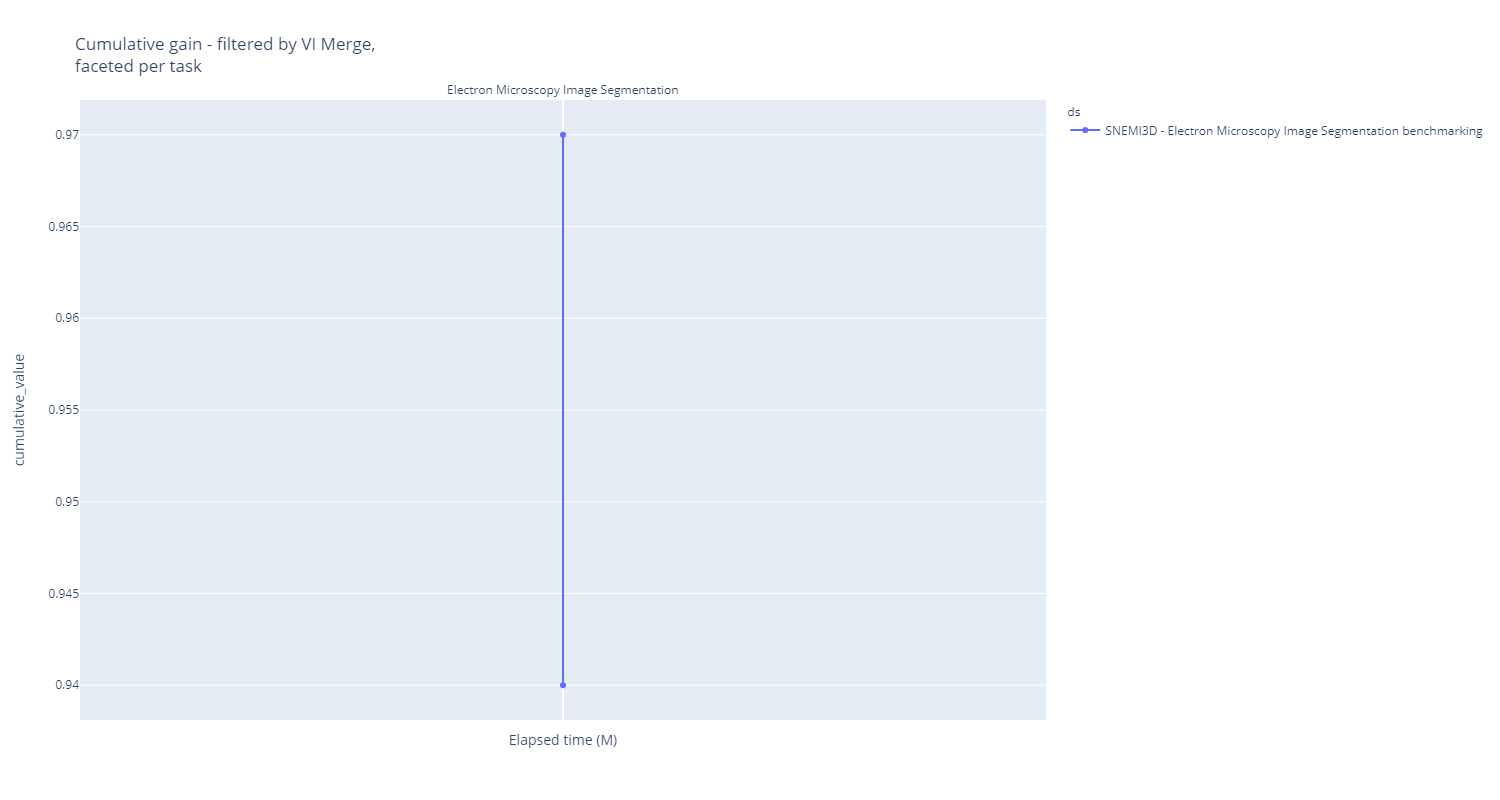 Cumulative gain - filtered by VI Merge,
faceted per task
Electron Microscopy Image Segmentation
ds
SNEMI3D - Electron Microscopy Image Segmentation benchmarking
0.97
0.965
0.96
0.955
0.95
0.945
0.94
cumulative_value
Elapsed time (M)